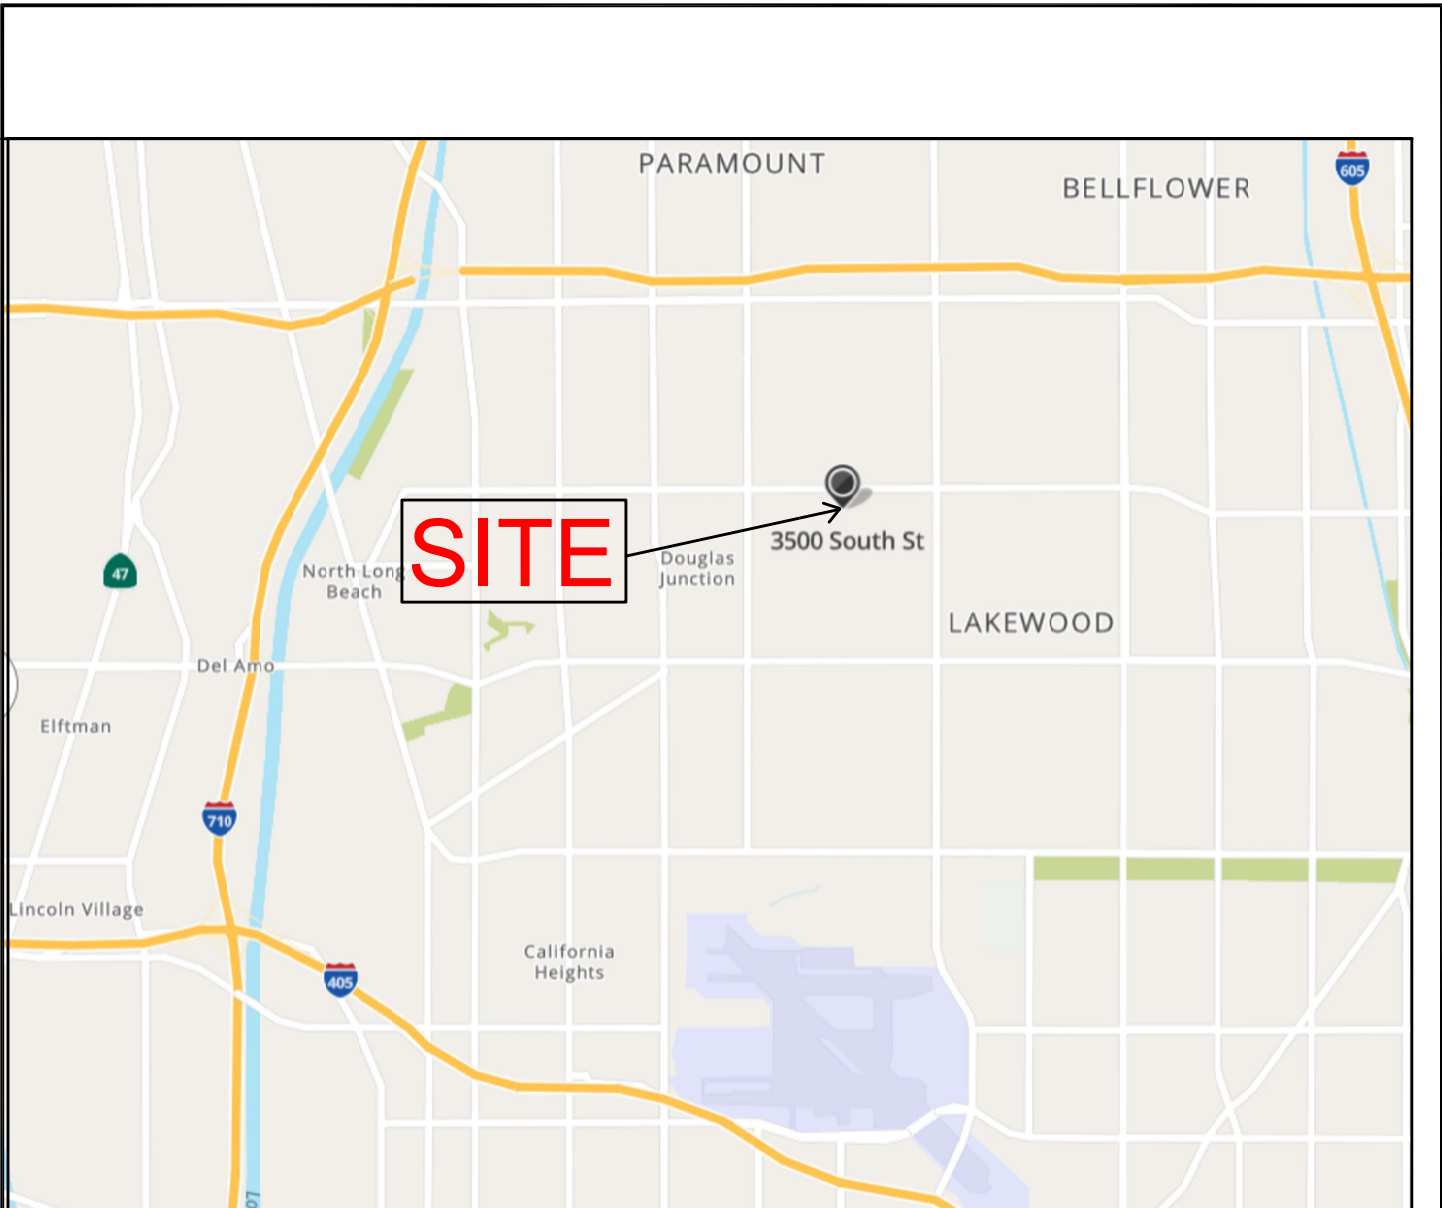 PARAMOUNT
605
BELLFLOWER
SITE
3500 South St
Douglas
Junction
North Long
Beach
47
LAKEWOOD
Del Amo
Elftman
710
Lincoln Village
California
Heights
405
Lo